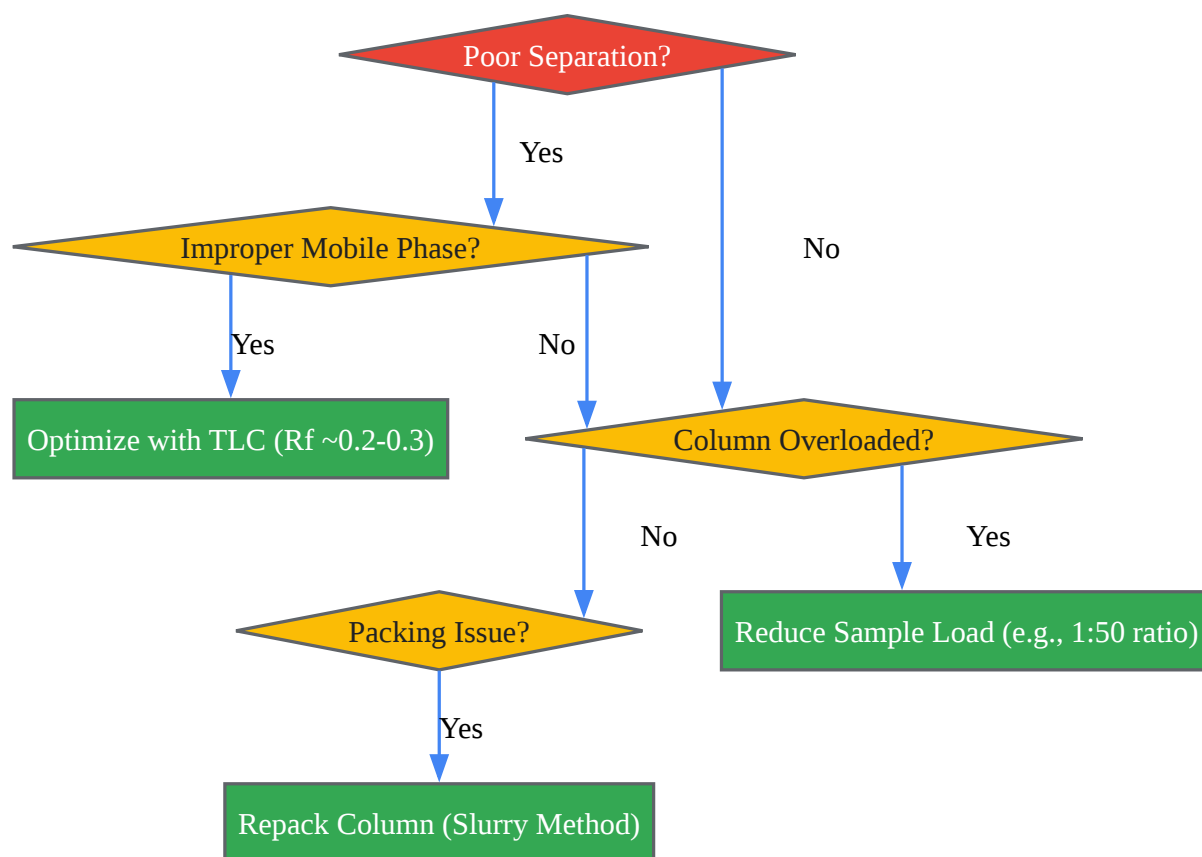 Poor Separation?
Yes
Improper Mobile Phase?
No
Yes
No
Optimize with TLC (Rf ~0.2-0.3)
Column Overloaded?
No
Yes
Packing Issue?
Reduce Sample Load (e.g., 1:50 ratio)
Yes
Repack Column (Slurry Method)